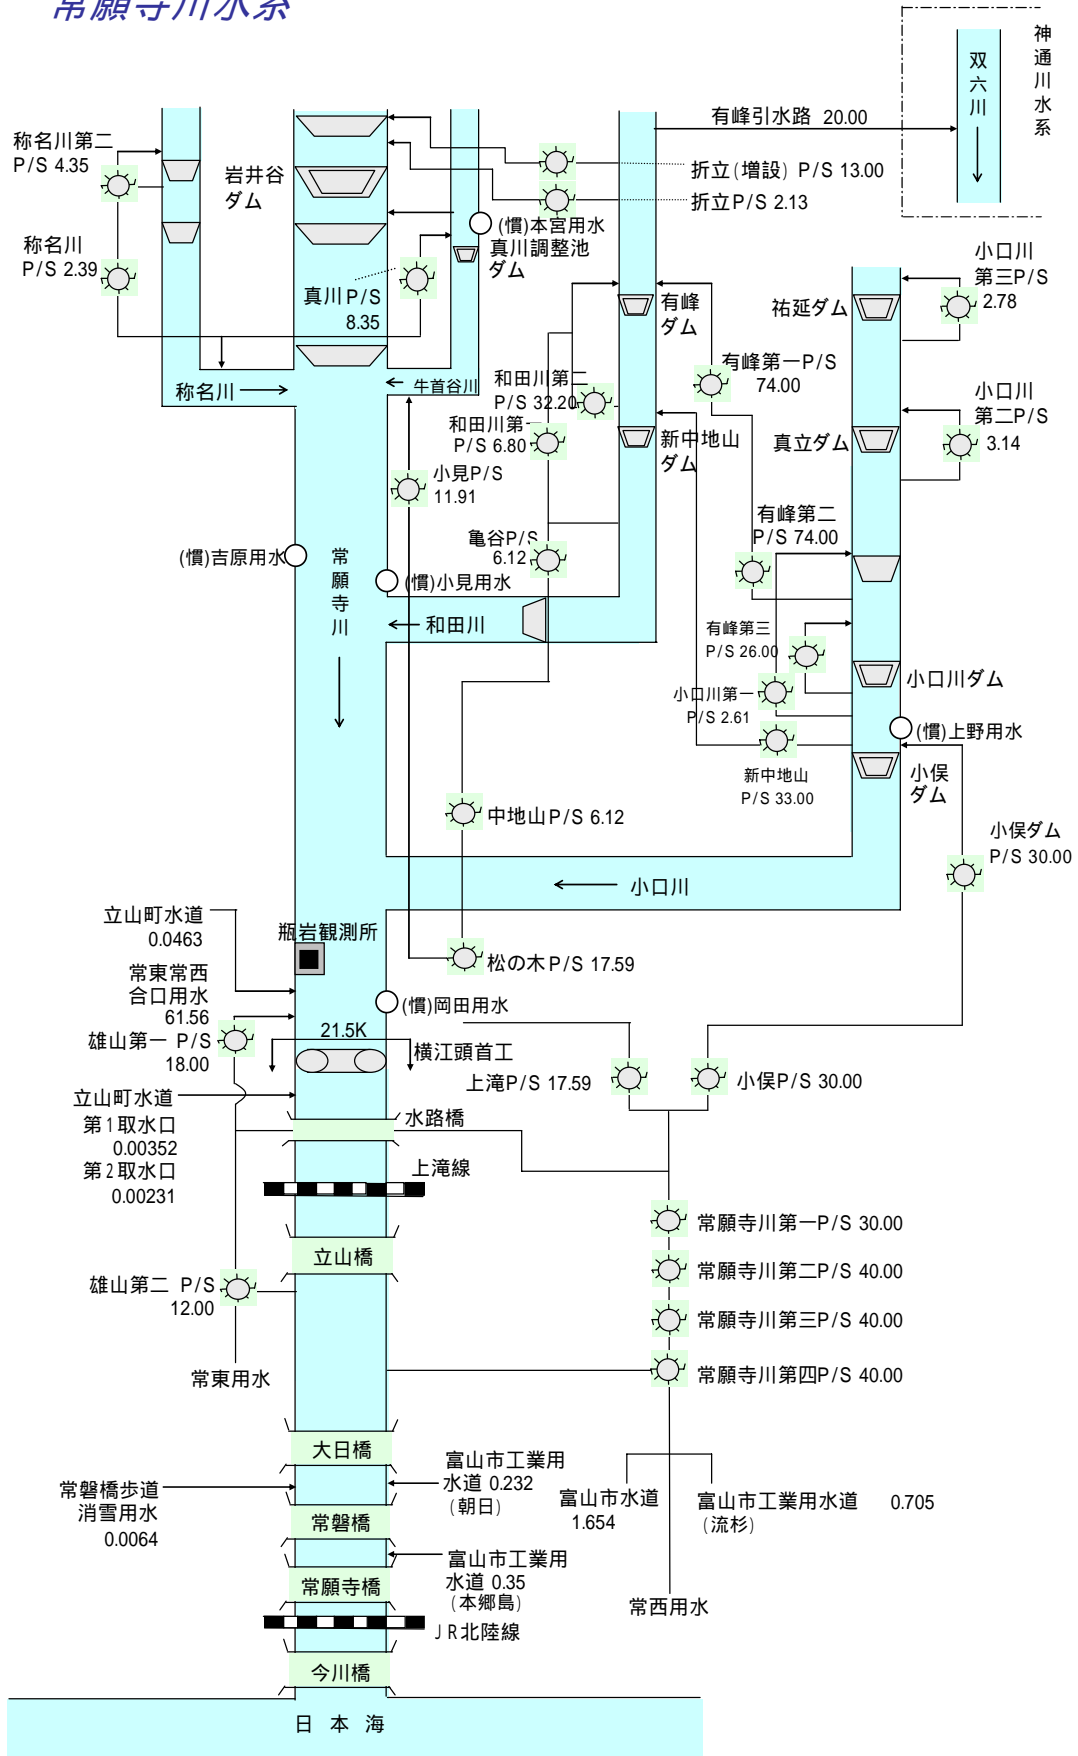 常願寺川水系
神通川水系
双六川
有峰引水路 20.00
称名川第二
P/S 4.35
岩井谷
ダム
折立(増設) P/S 13.00
折立P/S 2.13
称名川
P/S 2.39
(慣)本宮用水
真川調整池
ダム
真川P/S
8.35
小口川
第三P/S
2.78
祐延ダム
有峰
ダム
称名川
牛首谷川
和田川第二
P/S 32.20
有峰第一P/S
74.00
小口川
第二P/S
3.14
真立ダム
和田川第一
P/S 6.80
新中地山
ダム
小見P/S
11.91
有峰第二
P/S 74.00
亀谷P/S
6.12
(慣)吉原用水
常願寺川
(慣)小見用水
和田川
有峰第三
P/S 26.00
小口川ダム
小口川第一
P/S 2.61
(慣)上野用水
新中地山
P/S 33.00
小俣
ダム
中地山P/S 6.12
小俣ダム
P/S 30.00
小口川
立山町水道
0.0463
瓶岩観測所
松の木P/S 17.59
常東常西
合口用水
61.56
(慣)岡田用水
雄山第一 P/S
18.00
21.5K
横江頭首工
上滝P/S 17.59
小俣P/S 30.00
立山町水道
第1取水口
0.00352
第2取水口
0.00231
水路橋
上滝線
常願寺川第一P/S 30.00
立山橋
常願寺川第二P/S 40.00
雄山第二 P/S
12.00
常願寺川第三P/S 40.00
常東用水
常願寺川第四P/S 40.00
大日橋
富山市工業用
水道 0.232
(朝日)
常磐橋歩道
消雪用水
0.0064
富山市水道
1.654
富山市工業用水道 0.705
(流杉)
常磐橋
富山市工業用
水道 0.35
(本郷島)
常願寺橋
常西用水
JR北陸線
今川橋
日本海